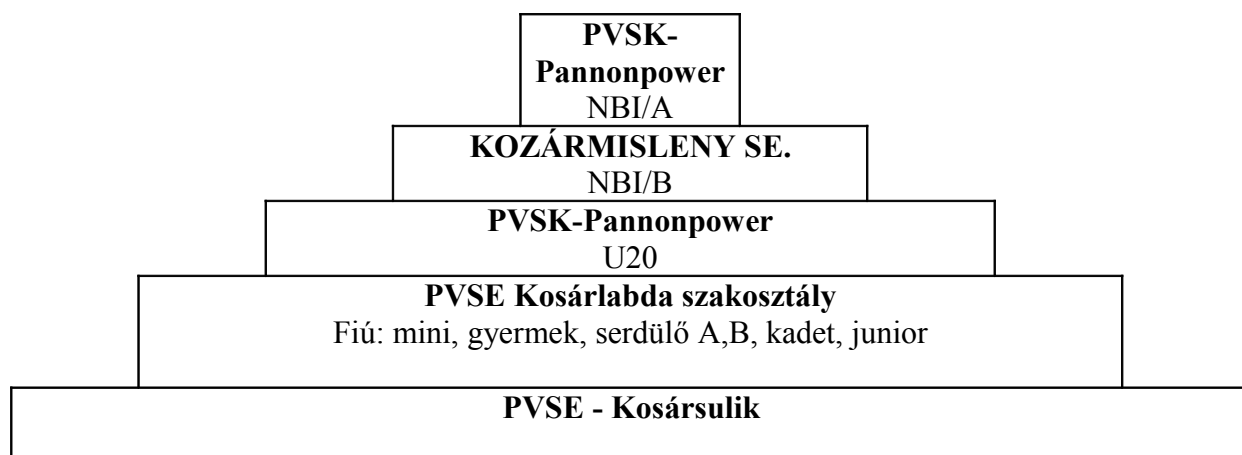 PVSK-
Pannonpower
NBI/A
KOZÁRMISLENY SE.
NBI/B
PVSK-Pannonpower
U20
PVSE Kosárlabda szakosztály
Fiú: mini, gyermek, serdülő A,B, kadet, junior
PVSE - Kosársulik